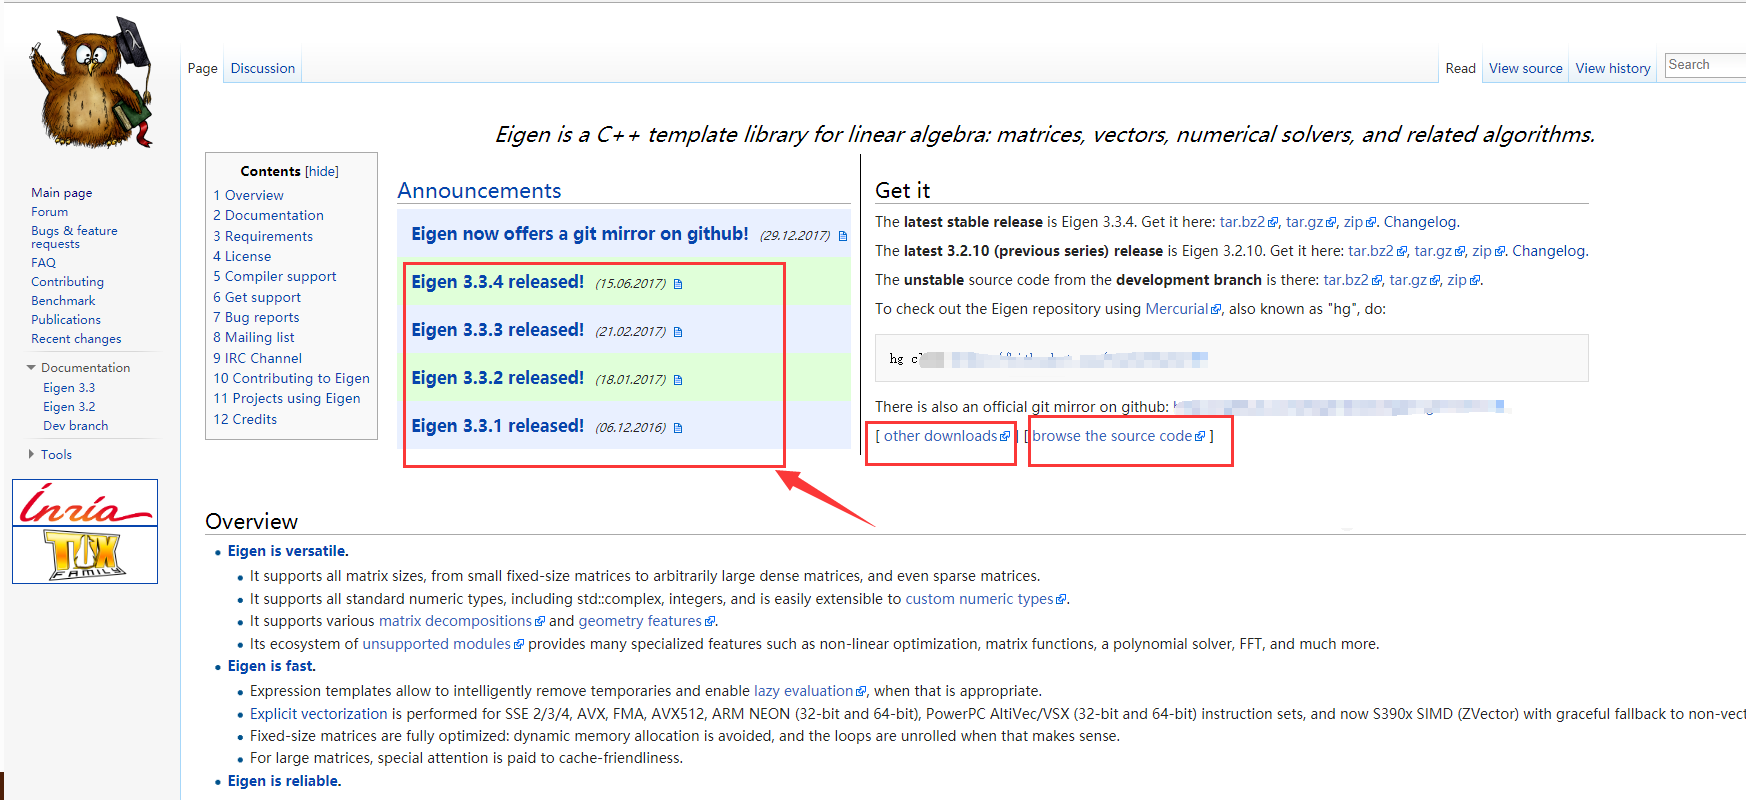 Page
Discussion
Read
View source
View history
Search
Eigen is a C++ template library for linear algebra: matrices, vectors, numerical solvers, and related algorithms.
Main page
Forum
Bugs & feature
requests
FAQ
Contributing
Benchmark
Publications
Recent changes
Documentation
Eigen 3.3
Eigen 3.2
Dev branch
Tools
Inria
TUX
FAMILY
Contents [hide]
1 Overview
2 Documentation
3 Requirements
4 License
5 Compiler support
6 Get support
7 Bug reports
8 Mailing list
9 IRC Channel
10 Contributing to Eigen
11 Projects using Eigen
12 Credits
Announcements
Eigen now offers a git mirror on github! (29.12.2017)
Eigen 3.3.4 released! (15.06.2017)
Eigen 3.3.3 released! (21.02.2017)
Eigen 3.3.2 released! (18.01.2017)
Eigen 3.3.1 released! (06.12.2016)
Get it
The latest stable release is Eigen 3.3.4. Get it here: tar.bz2, tar.gz, zip. Changelog.
The latest 3.2.10 (previous series) release is Eigen 3.2.10. Get it here: tar.bz2, tar.gz, zip. Changelog.
The unstable source code from the development branch is there: tar.bz2, tar.gz, zip.
To check out the Eigen repository using Mercurial, also known as "hg", do:
hg
There is also an official git mirror on github:
[ other downloads ] [ browse the source code ]
Overview
Eigen is versatile.
It supports all matrix sizes, from small fixed-size matrices to arbitrarily large dense matrices, and even sparse matrices.
It supports all standard numeric types, including std::complex, integers, and is easily extensible to custom numeric types.
It supports various matrix decompositions and geometry features.
Its ecosystem of unsupported modules provides many specialized features such as non-linear optimization, matrix functions, a polynomial solver, FFT, and much more.
Eigen is fast.
Expression templates allow to intelligently remove temporaries and enable lazy evaluation, when that is appropriate.
Explicit vectorization is performed for SSE 2/3/4, AVX, FMA, AVX512, ARM NEON (32-bit and 64-bit), PowerPC AltiVec/VSX (32-bit and 64-bit) instruction sets, and now S390x SIMD (ZVector) with graceful fallback to non-vect
Fixed-size matrices are fully optimized: dynamic memory allocation is avoided, and the loops are unrolled when that makes sense.
For large matrices, special attention is paid to cache-friendliness.
Eigen is reliable.